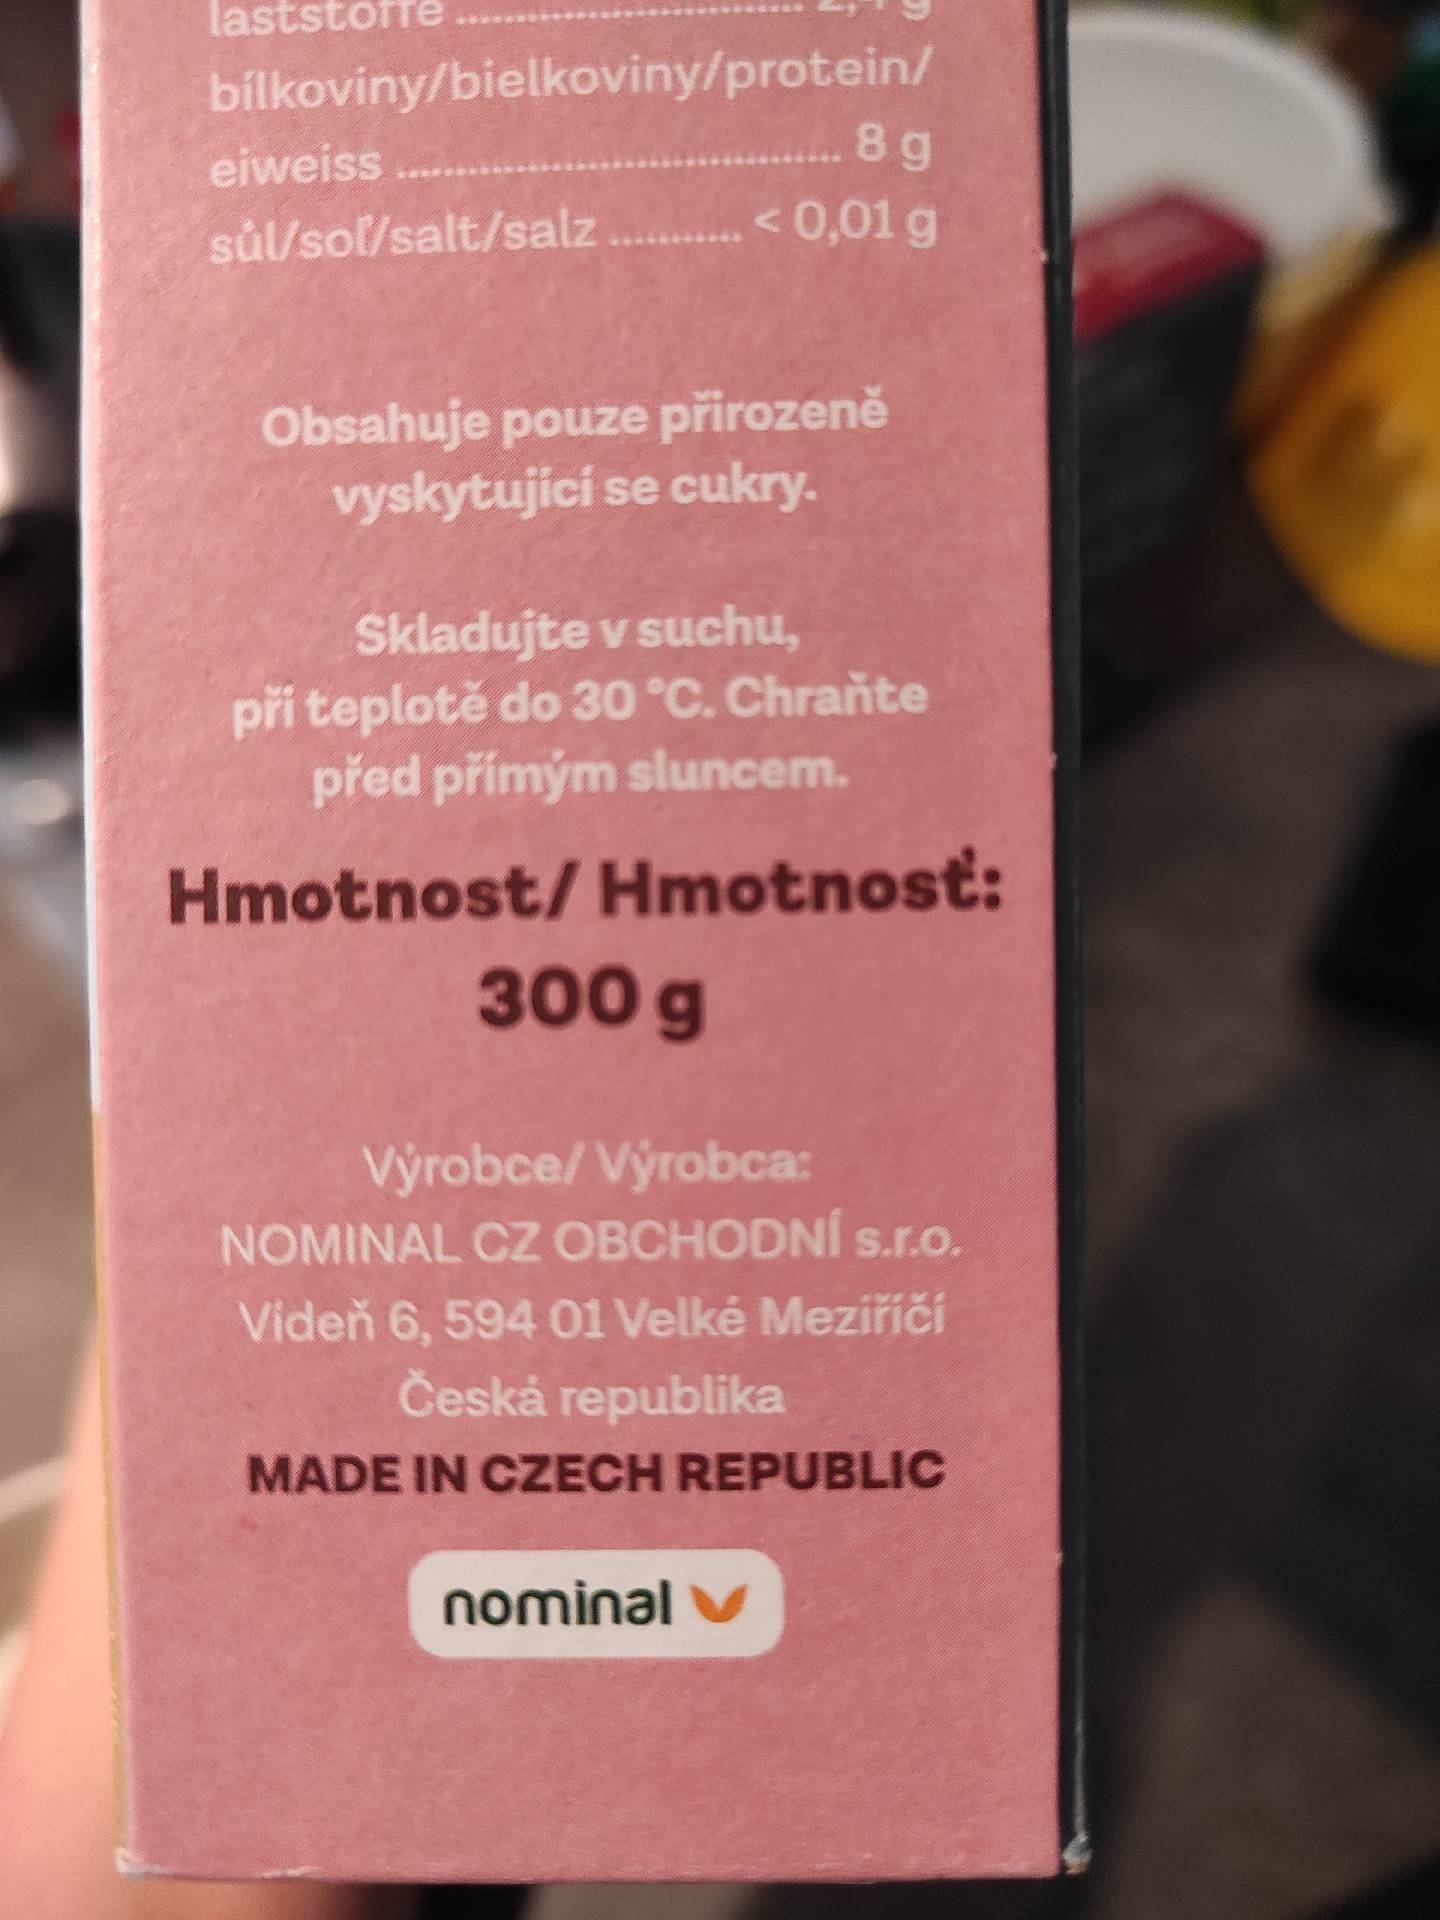 laststoffe .................................... 2,4 g
bílkoviny/bielkoviny/protein/
eiweiss ............................................ 8 g
sůl/soľ/salt/salz ............. < 0,01 g
Obsahuje pouze přirozeně
vyskytující se cukry.
Skladujte v suchu,
při teplotě do 30 °C. Chraňte
před přímým sluncem.
Hmotnost/ Hmotnosť:
300 g
Výrobce/ Výrobca:
NOMINAL CZ OBCHODNÍ s.r.o.
Vídeň 6, 594 01 Velké Meziříčí
Česká republika
MADE IN CZECH REPUBLIC
nominal